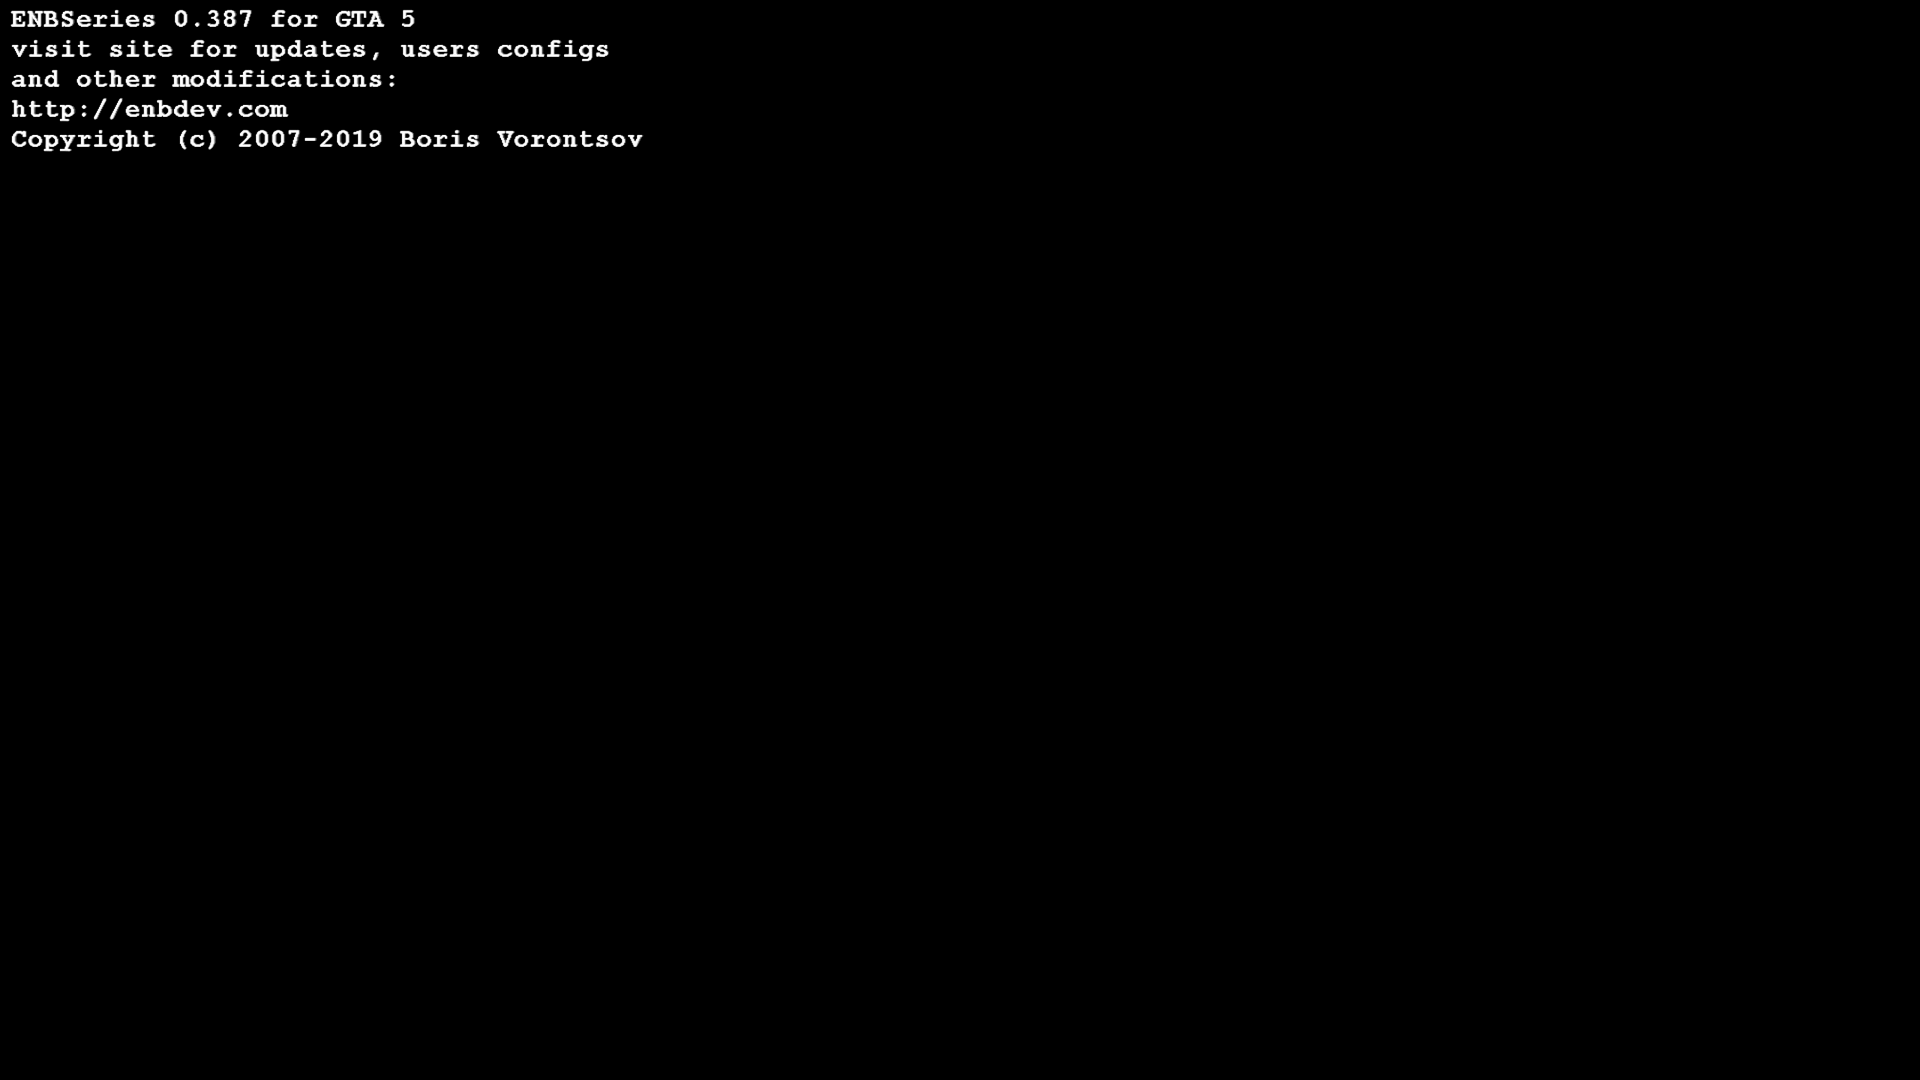 ENBSeries 0.387 for GTA 5
visit site for updates, users configs
and other modifications:
http://enbdev.com
Copyright (c) 2007-2019 Boris Vorontsov